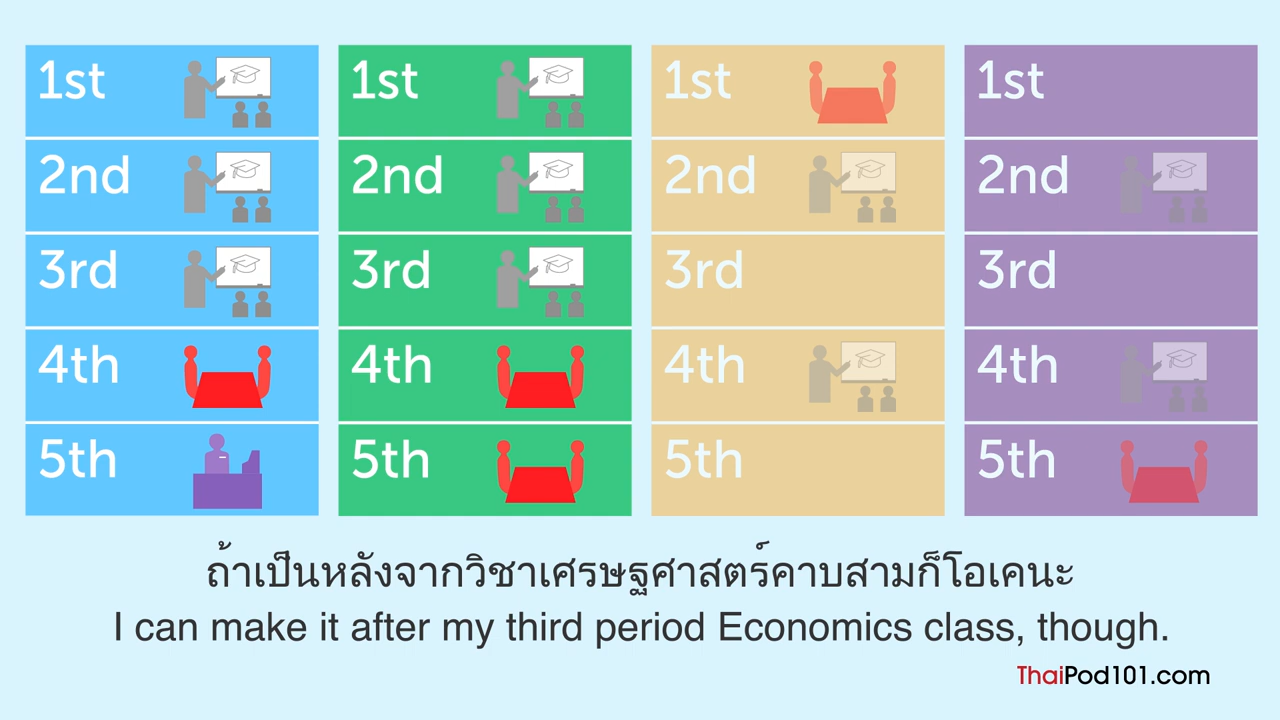 1st 1st 1st 1st
2nd 2nd 2nd 2nd
3rd 3rd 3rd 3rd
4th 4th 4th 4th
5th 5th 5th 5th
ถ้าเป็นหลังจากวิชาเศรษฐศาสตร์คาบสามก็โอเคนะ
I can make it after my third period Economics class, though.
ThaiPod101.com